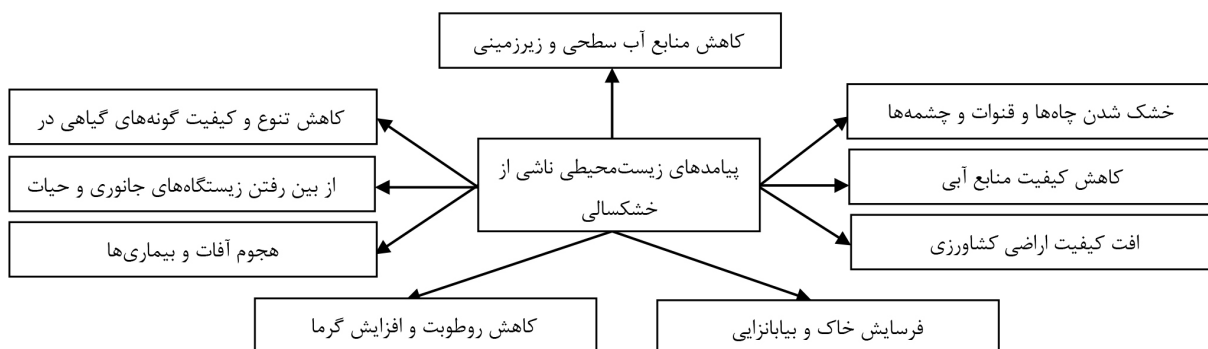 کاهش منابع آب سطحی و زیرزمینی
خشک شدن چاه‌ها و قنوات و چشمه‌ها
کاهش کیفیت منابع آبی
افت کیفیت اراضی کشاورزی
پیامدهای زیست‌محیطی ناشی از
خشکسالی
کاهش تنوع و کیفیت گونه‌های گیاهی در
از بین رفتن زیستگاه‌های جانوری و حیات
هجوم آفات و بیماری‌ها
فرسایش خاک و بیابانزایی
کاهش روطوبت و افزایش گرما